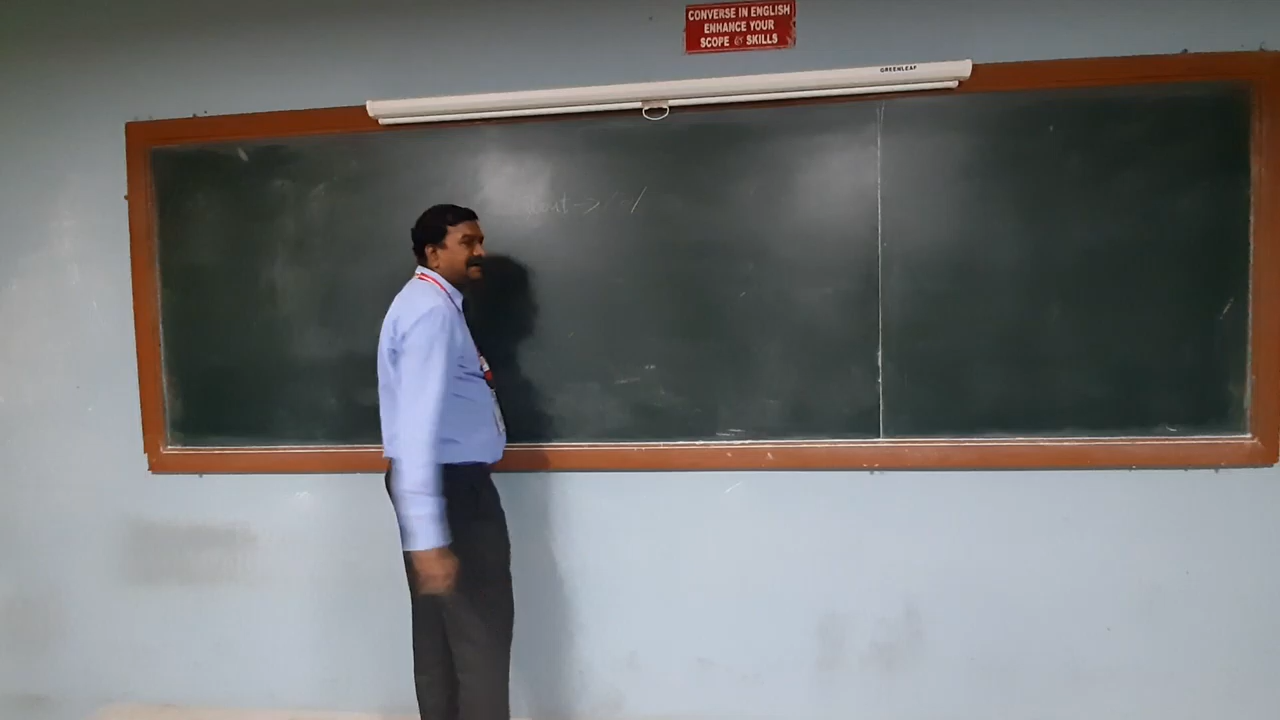 CONVERSE IN ENGLISH
ENHANCE YOUR
SCOPE & SKILLS
GREENLEAF